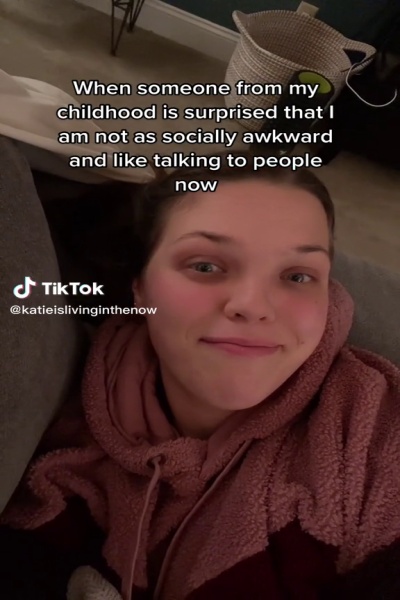 When someone from my
childhood is surprised that I
am not as socially awkward
and like talking to people
now
TikTok
@katieislivinginthenow